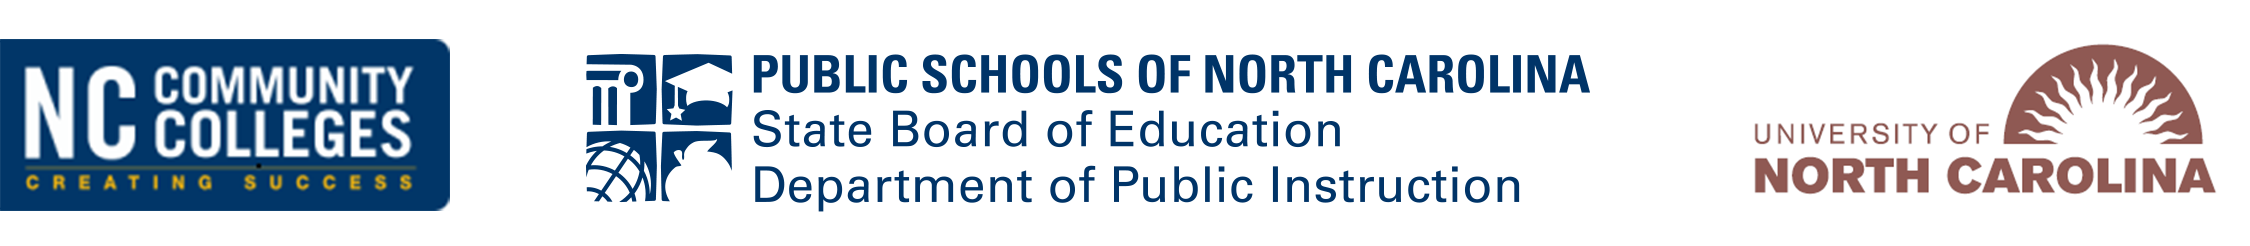 NC COMMUNITY
COLLEGES
CREATING SUCCESS
PUBLIC SCHOOLS OF NORTH CAROLINA
State Board of Education
Department of Public Instruction
UNIVERSITY OF
NORTH CAROLINA